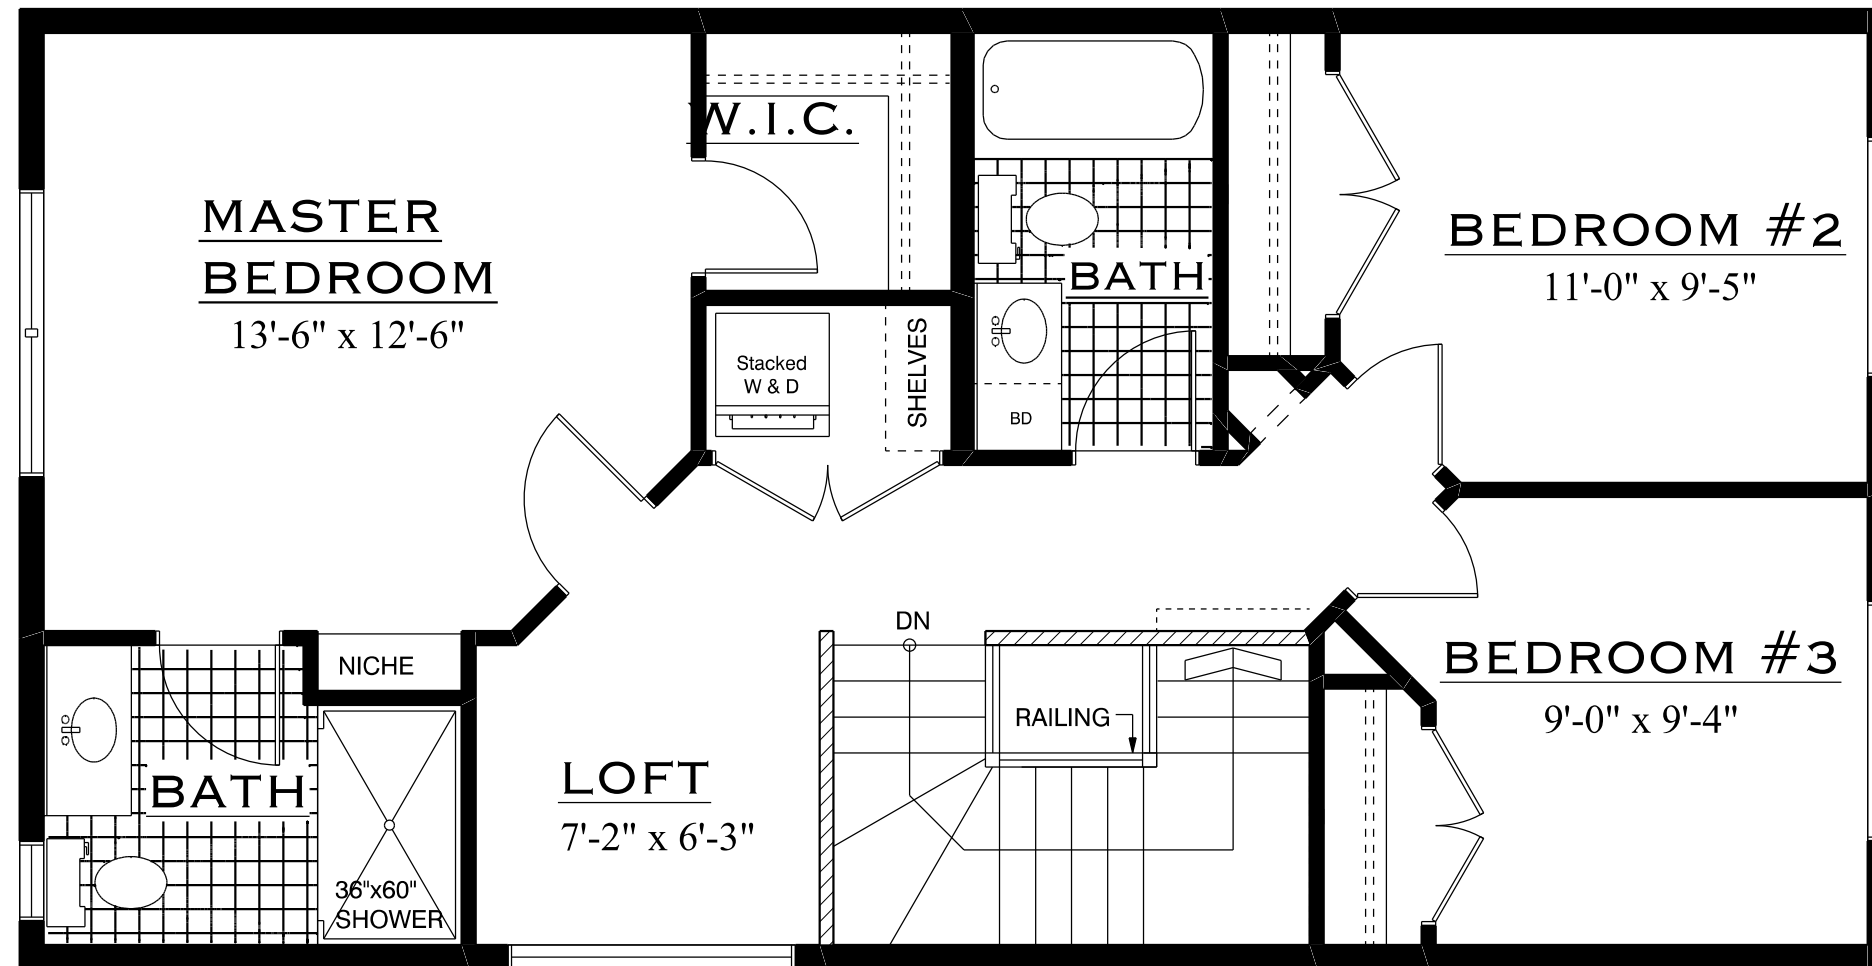 W.I.C.
MASTER
BEDROOM
13'-6" x 12'-6"
Stacked
W & D
SHELVES
BATH
BD
BEDROOM #2
11'-0" x 9'-5"
DN
NICHE
BATH
36"x60"
SHOWER
LOFT
7'-2" x 6'-3"
RAILING
BEDROOM #3
9'-0" x 9'-4"